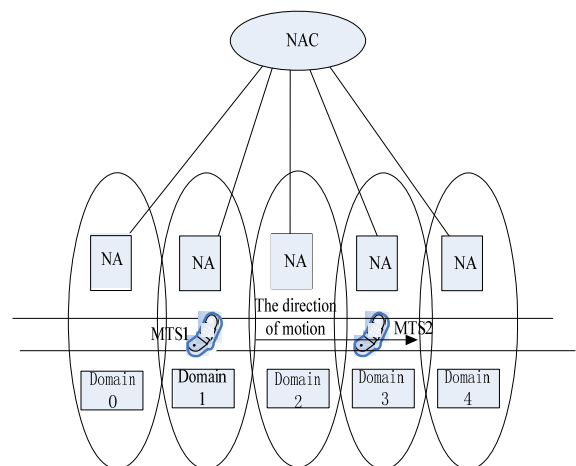 NAC
NA
NA
NA
NA
NA
The direction
of motion
MTS1
MTS2
Domain
0
Domain
1
Domain
2
Domain
3
Domain
4